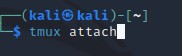 ┌──(kali㉿kali)-[~]
└─$ tmux attach